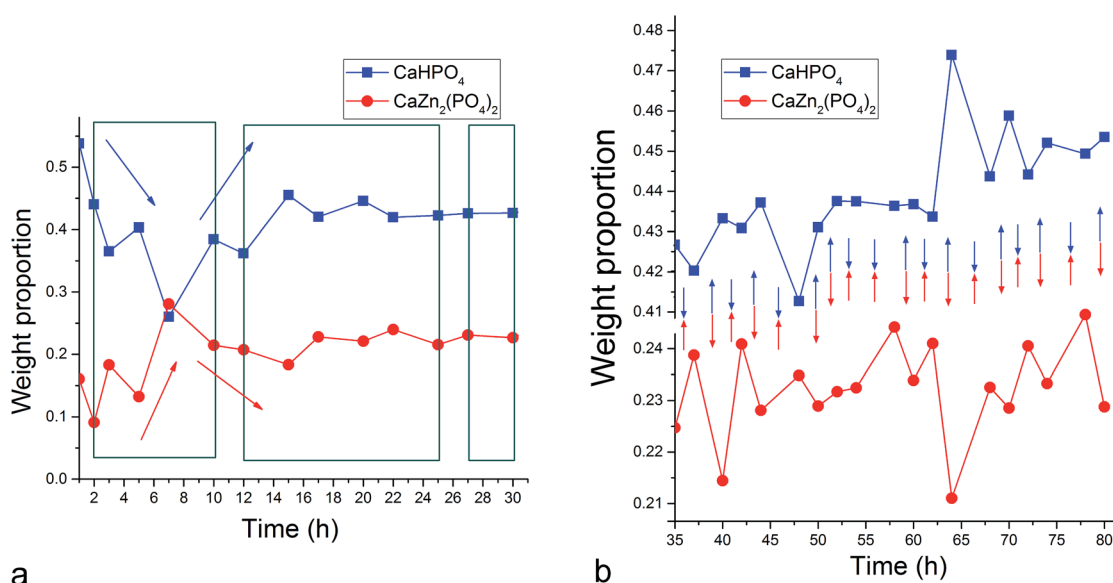 CaHPO4
CaZn2(PO4)2
0.5
0.4
0.3
0.2
0.1
0.0
Weight proportion
2 4 6 8 10 12 14 16 18 20 22 24 26 28 30
Time (h)
a
CaHPO4
CaZn2(PO4)2
0.48
0.47
0.46
0.45
0.44
0.43
0.42
0.41
0.24
0.23
0.22
0.21
Weight proportion
35 40 45 50 55 60 65 70 75 80
Time (h)
b